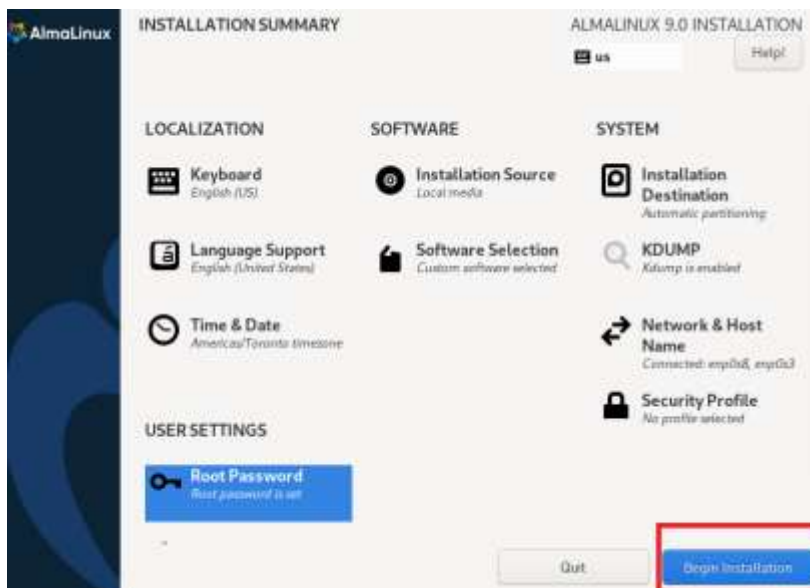 AlmaLinux
INSTALLATION SUMMARY
ALMALINUX 9.0 INSTALLATION
us
Help!
LOCALIZATION
Keyboard
English (US)
Language Support
English (United States)
Time & Date
Americas/Toronto timezone
SOFTWARE
Installation Source
Local media
Software Selection
Custom software selected
SYSTEM
Installation
Destination
Automatic partitioning
KDUMP
Kdump is enabled
Network & Host
Name
Connected: enp0s8, enp0s3
Security Profile
No profile selected
USER SETTINGS
Root Password
Root password is set
Quit
Begin Installation